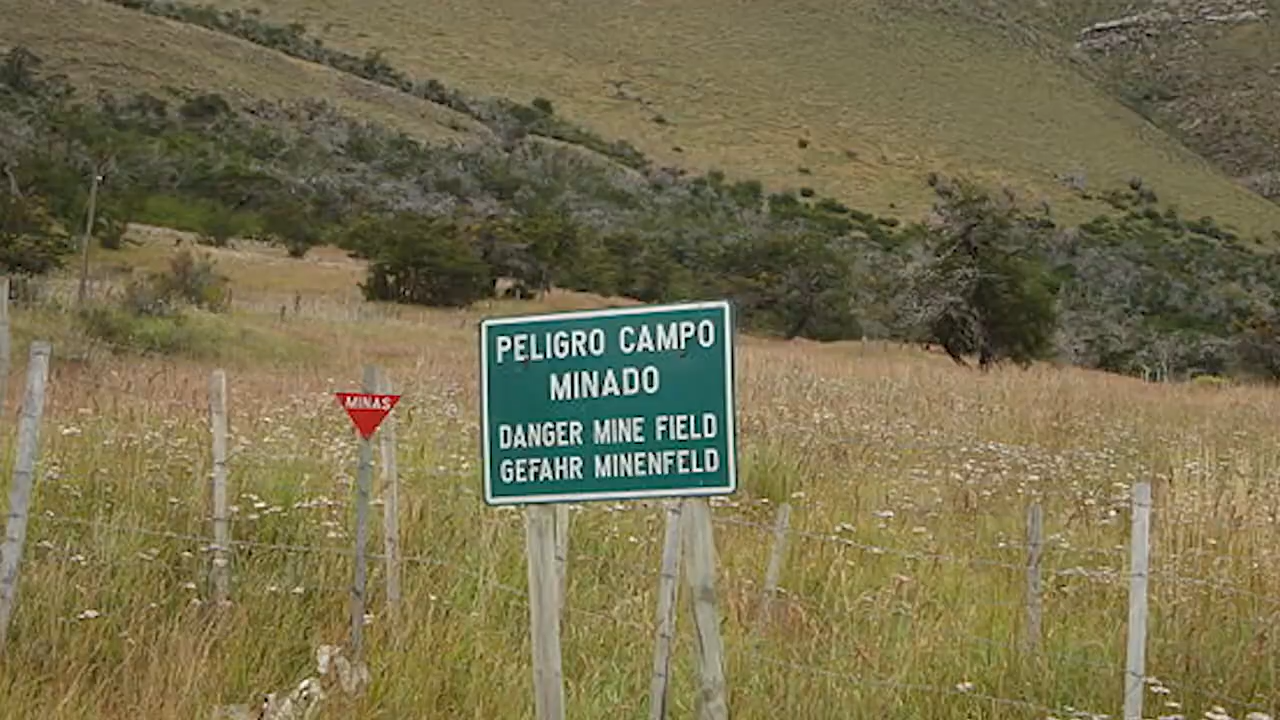 MINAS
PELIGRO CAMPO
MINADO
DANGER MINE FIELD
GEFAHR MINENFELD